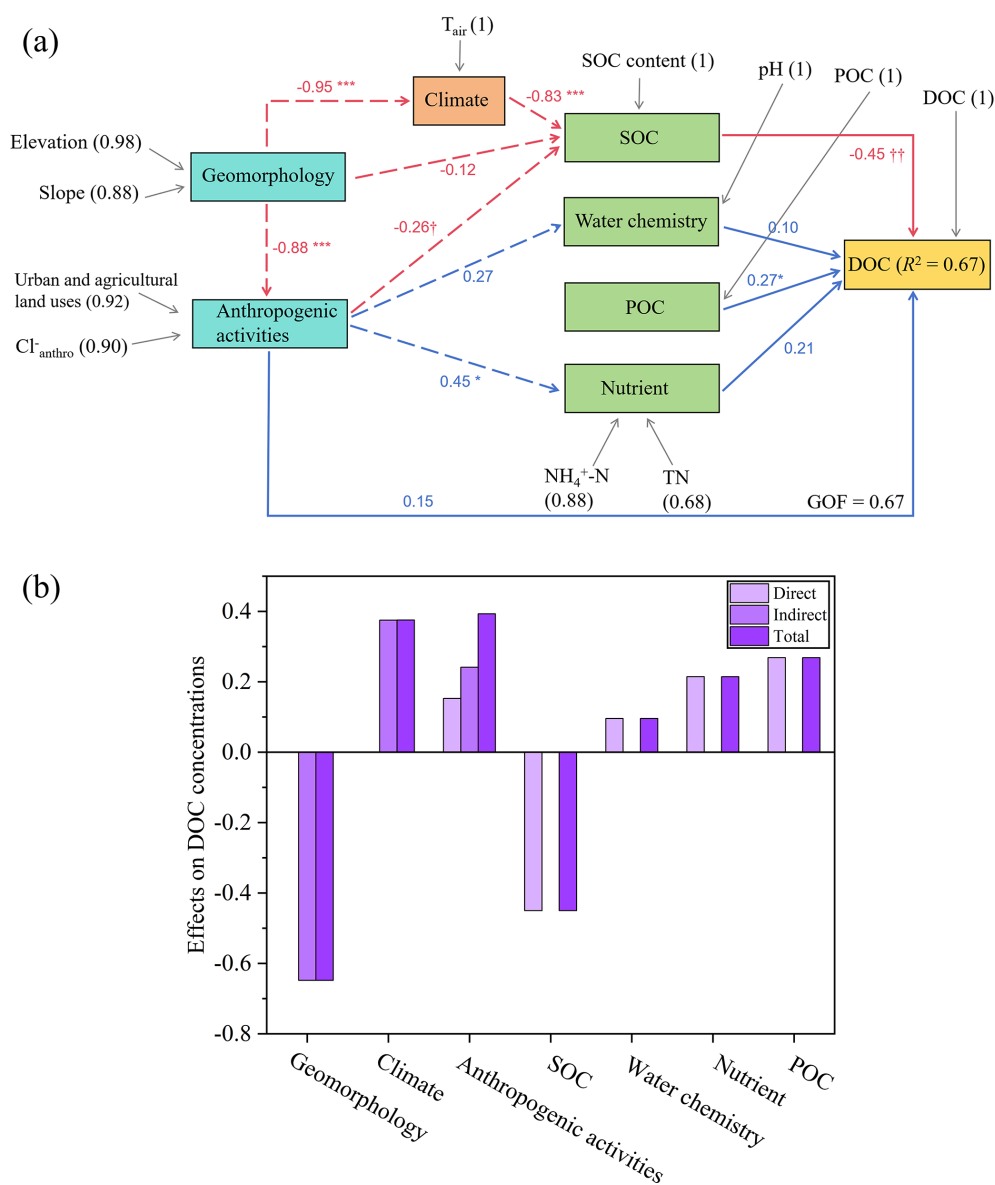 (a)
T_air (1)
-0.95 ***
Climate
-0.83 ***
SOC content (1)
pH (1)
POC (1)
DOC (1)
Elevation (0.98)
Slope (0.88)
Geomorphology
-0.12
SOC
-0.45 ††
-0.88 ***
-0.26†
Water chemistry
0.10
0.27
DOC (R² = 0.67)
Urban and agricultural
land uses (0.92)
Cl⁻anthro (0.90)
Anthropogenic
activities
POC
0.27*
0.45 *
Nutrient
0.21
NH₄⁺-N
(0.88)
TN
(0.68)
0.15
GOF = 0.67
(b)
Effects on DOC concentrations
0.4
0.2
0.0
-0.2
-0.4
-0.6
-0.8
Direct
Indirect
Total
Geomorphology
Climate
Anthropogenic activities
SOC
Water chemistry
Nutrient
POC